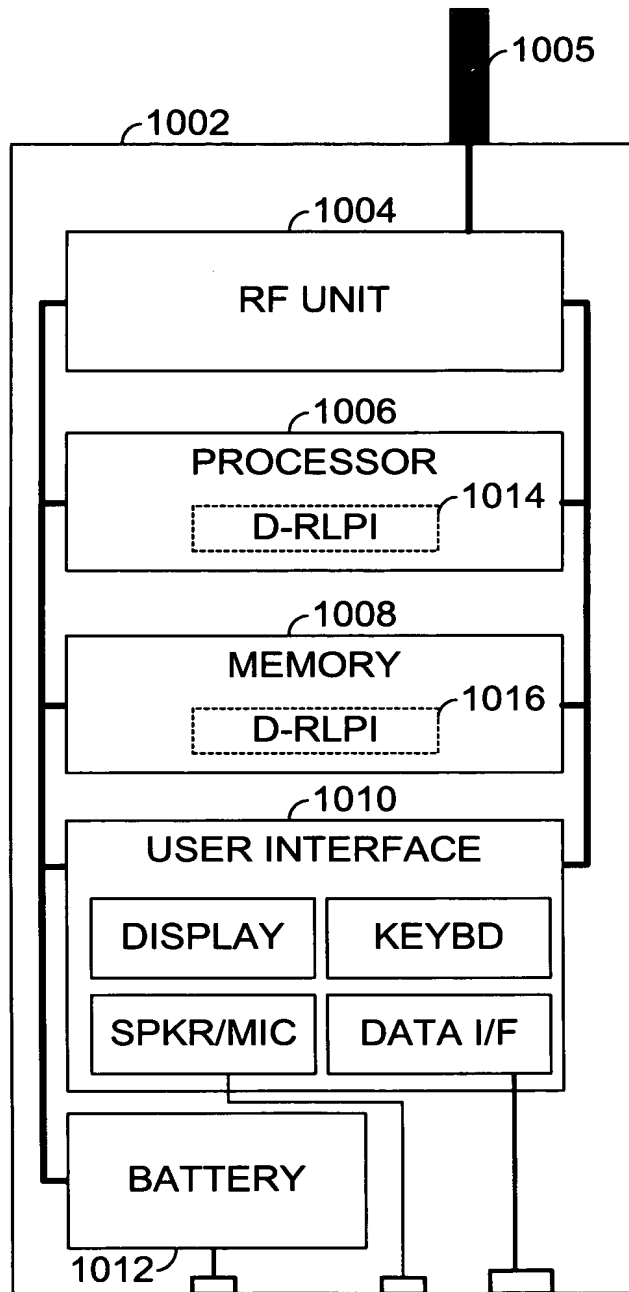 1005
1002
1004
RF UNIT
1006
PROCESSOR
1014
D-RLPI
1008
MEMORY
1016
D-RLPI
1010
USER INTERFACE
DISPLAY KEYBD
SPKR/MIC DATA I/F
BATTERY
1012